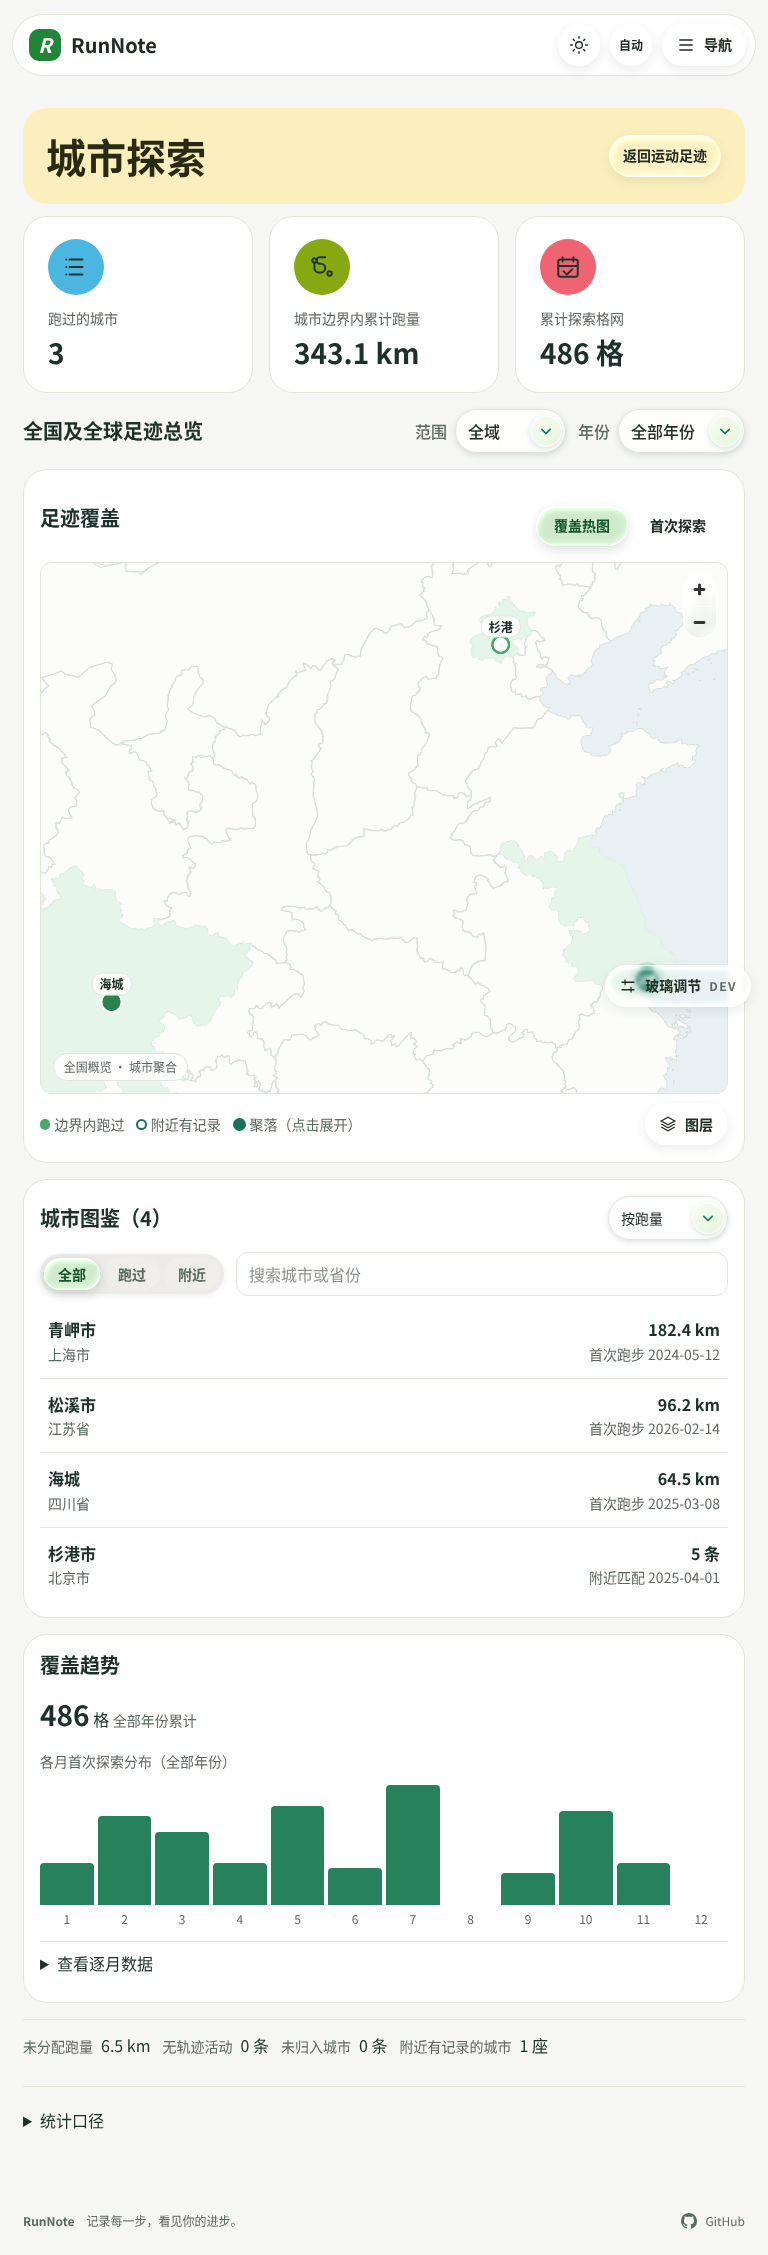 R RunNote 自动 导航
城市探索 返回运动足迹
跑过的城市
3
城市边界内累计跑量
343.1 km
累计探索格网
486 格
全国及全球足迹总览 范围 全域 年份 全部年份
足迹覆盖 覆盖热图 首次探索
+
−
杉港
海城
玻璃调节 DEV
全国概览 · 城市聚合
边界内跑过 附近有记录 聚落（点击展开） 图层
城市图鉴（4） 按跑量
全部 跑过 附近 搜索城市或省份
青岬市 182.4 km
上海市 首次跑步 2024-05-12
松溪市 96.2 km
江苏省 首次跑步 2026-02-14
海城 64.5 km
四川省 首次跑步 2025-03-08
杉港市 5 条
北京市 附近匹配 2025-04-01
覆盖趋势
486 格 全部年份累计
各月首次探索分布（全部年份）
1 2 3 4 5 6 7 8 9 10 11 12
▶ 查看逐月数据
未分配跑量 6.5 km 无轨迹活动 0 条 未归入城市 0 条 附近有记录的城市 1 座
▶ 统计口径
RunNote 记录每一步，看见你的进步。 GitHub